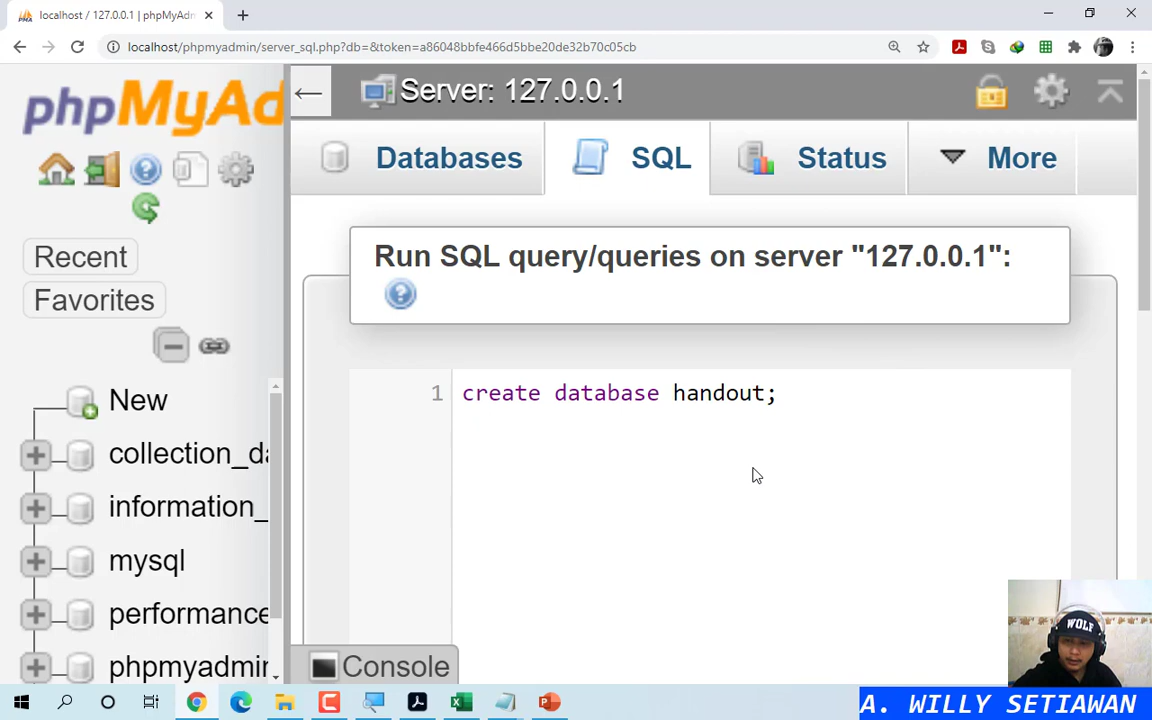 localhost / 127.0.0.1 | phpMyAdm
localhost/phpmyadmin/server_sql.php?db=&token=a86048bbfe466d5bbe20de32b70c05cb
phpMyAd
Server: 127.0.0.1
Databases
SQL
Status
More
Recent
Favorites
Run SQL query/queries on server "127.0.0.1":
New
collection_da
information_
mysql
performance
phpmyadmin
1 create database handout;
Console
WOLF
A. WILLY SETIAWAN